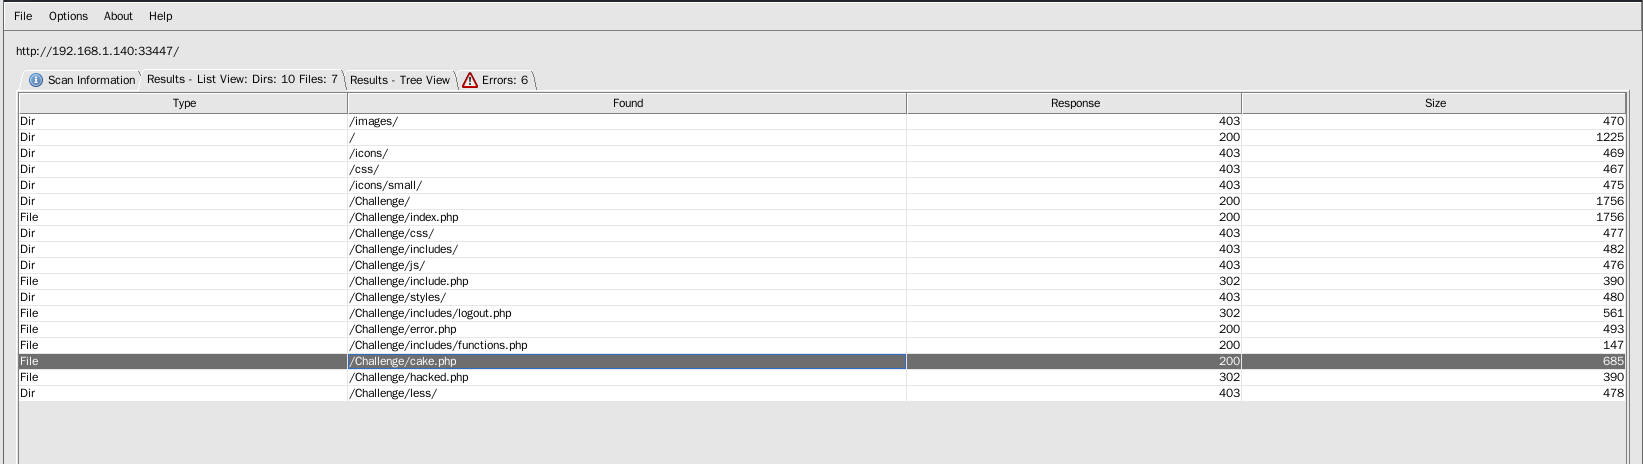 File Options About Help
http://192.168.1.140:33447/
Scan Information Results - List View: Dirs: 10 Files: 7 Results - Tree View Errors: 6
Type Found Response Size
Dir /images/ 403 470
Dir / 200 1225
Dir /icons/ 403 469
Dir /css/ 403 467
Dir /icons/small/ 403 475
Dir /Challenge/ 200 1756
File /Challenge/index.php 200 1756
Dir /Challenge/css/ 403 477
Dir /Challenge/includes/ 403 482
Dir /Challenge/js/ 403 476
File /Challenge/include.php 302 390
Dir /Challenge/styles/ 403 480
File /Challenge/includes/logout.php 302 561
File /Challenge/error.php 200 493
File /Challenge/includes/functions.php 200 147
File /Challenge/cake.php 200 685
File /Challenge/hacked.php 302 390
Dir /Challenge/less/ 403 478